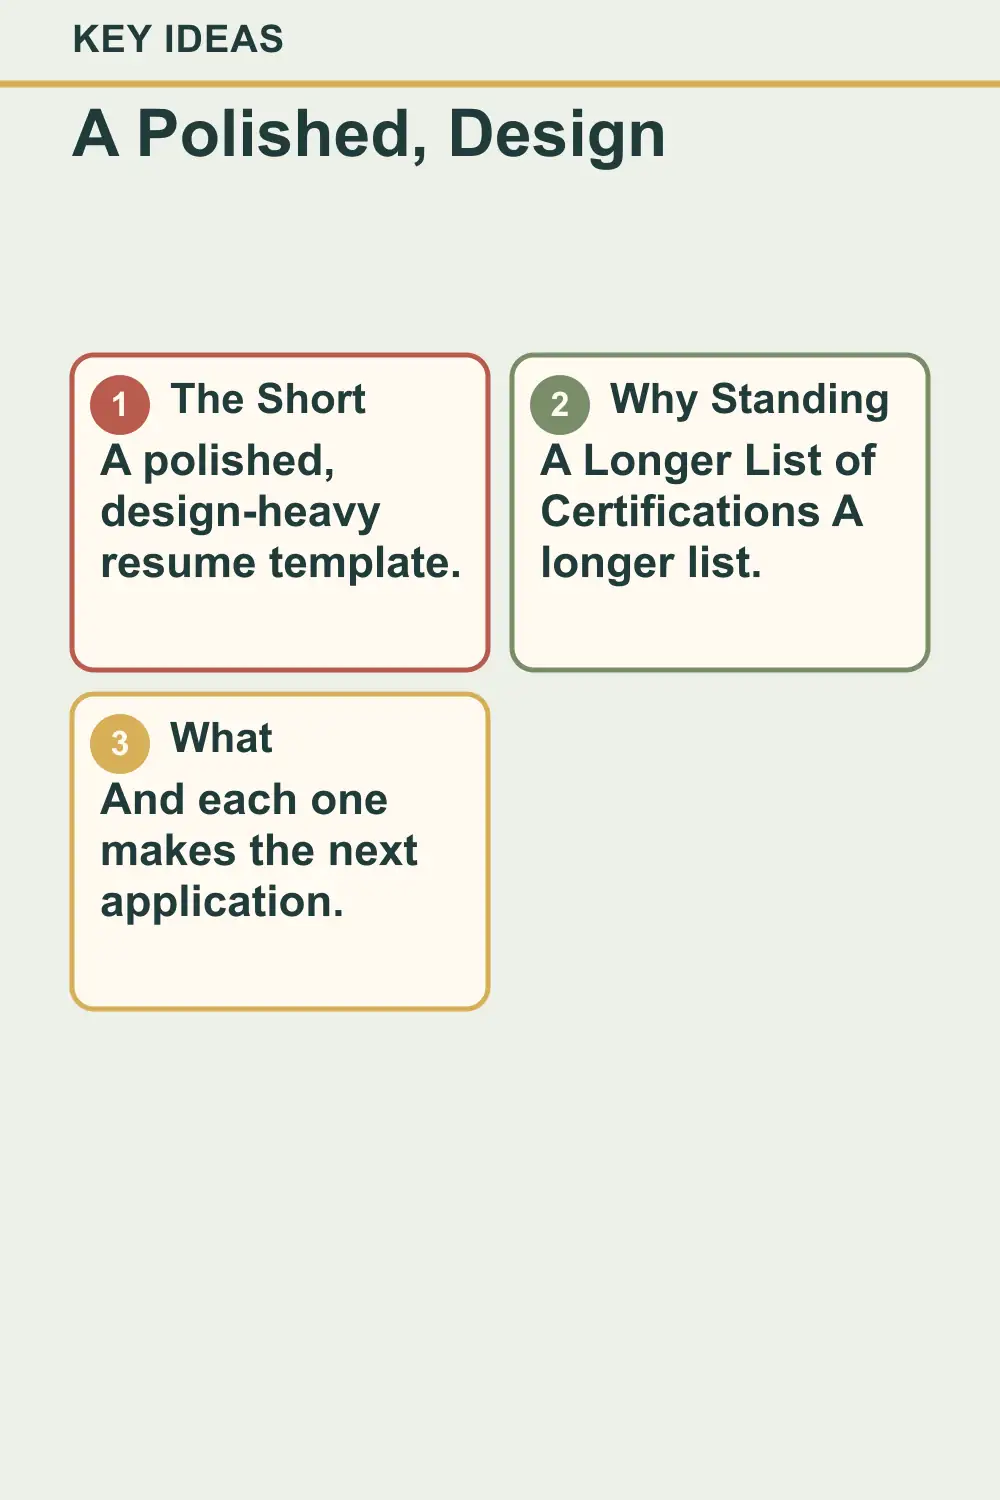 KEY IDEAS
A Polished, Design
1 The Short
A polished,
design-heavy
resume template.
2 Why Standing
A Longer List of
Certifications A
longer list.
3 What
And each one
makes the next
application.